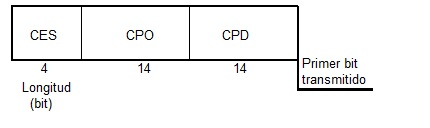 CES CPO CPD
4 14 14
Longitud
(bit)
Primer bit
transmitido